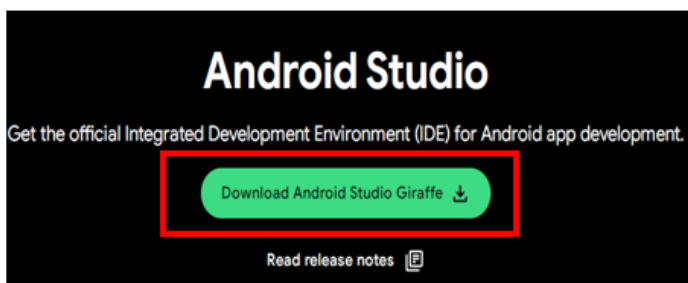 Android Studio
Get the official Integrated Development Environment (IDE) for Android app development.
Download Android Studio Giraffe
Read release notes